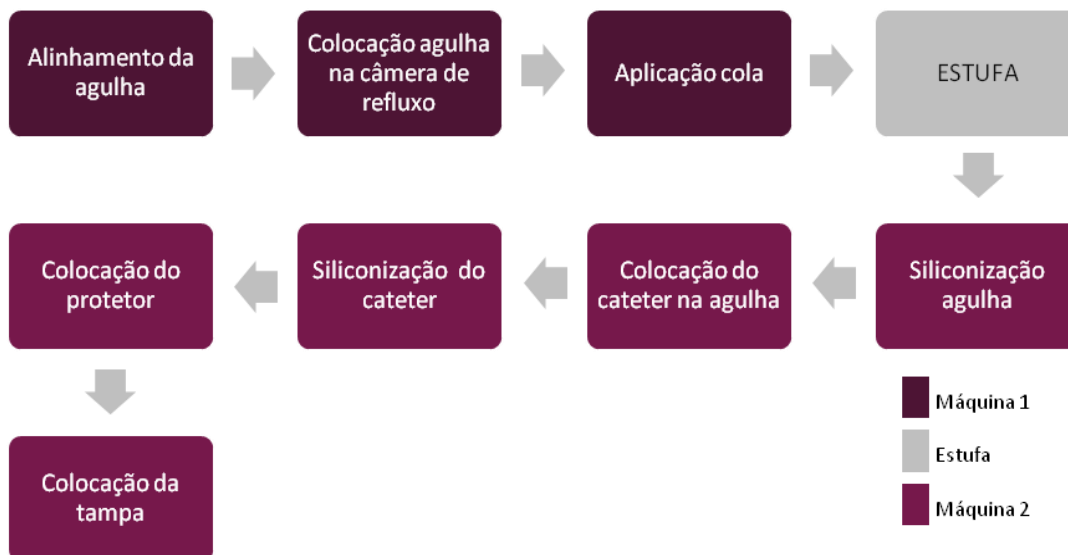 Alinhamento da
agulha
Colocação agulha
na câmera de
refluxo
Aplicação cola
ESTUFA
Siliconização
agulha
Colocação do
cateter na agulha
Siliconização do
cateter
Colocação do
protetor
Colocação da
tampa
Máquina 1
Estufa
Máquina 2